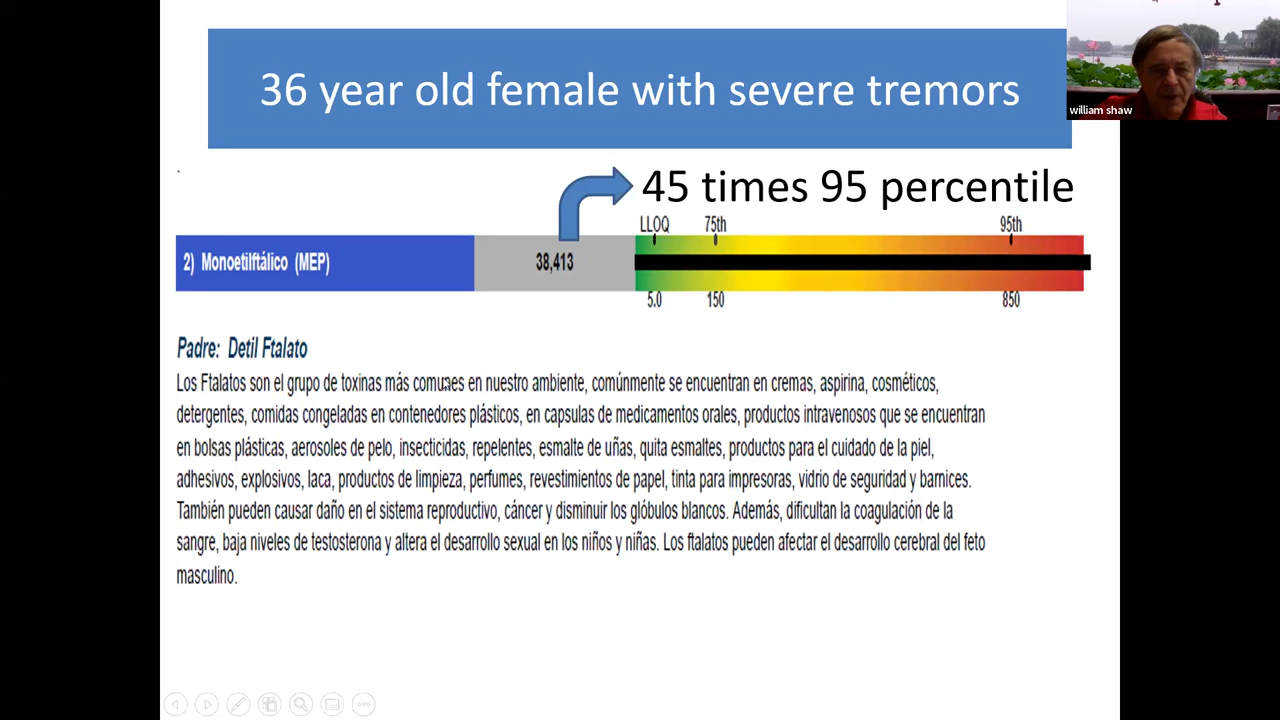 36 year old female with severe tremors
william shaw
45 times 95 percentile
LLOQ 75th 95th
2) Monoetilftálico (MEP) 38,413
5.0 150 850
Padre: Detil Ftalato
Los Ftalatos son el grupo de toxinas más comunes en nuestro ambiente, comúnmente se encuentran en cremas, aspirina, cosméticos,
detergentes, comidas congeladas en contenedores plásticos, en capsulas de medicamentos orales, productos intravenosos que se encuentran
en bolsas plásticas, aerosoles de pelo, insecticidas, repelentes, esmalte de uñas, quita esmaltes, productos para el cuidado de la piel,
adhesivos, explosivos, laca, productos de limpieza, perfumes, revestimientos de papel, tinta para impresoras, vidrio de seguridad y barnices.
También pueden causar daño en el sistema reproductivo, cáncer y disminuir los glóbulos blancos. Además, dificultan la coagulación de la
sangre, baja niveles de testosterona y altera el desarrollo sexual en los niños y niñas. Los ftalatos pueden afectar el desarrollo cerebral del feto
masculino.